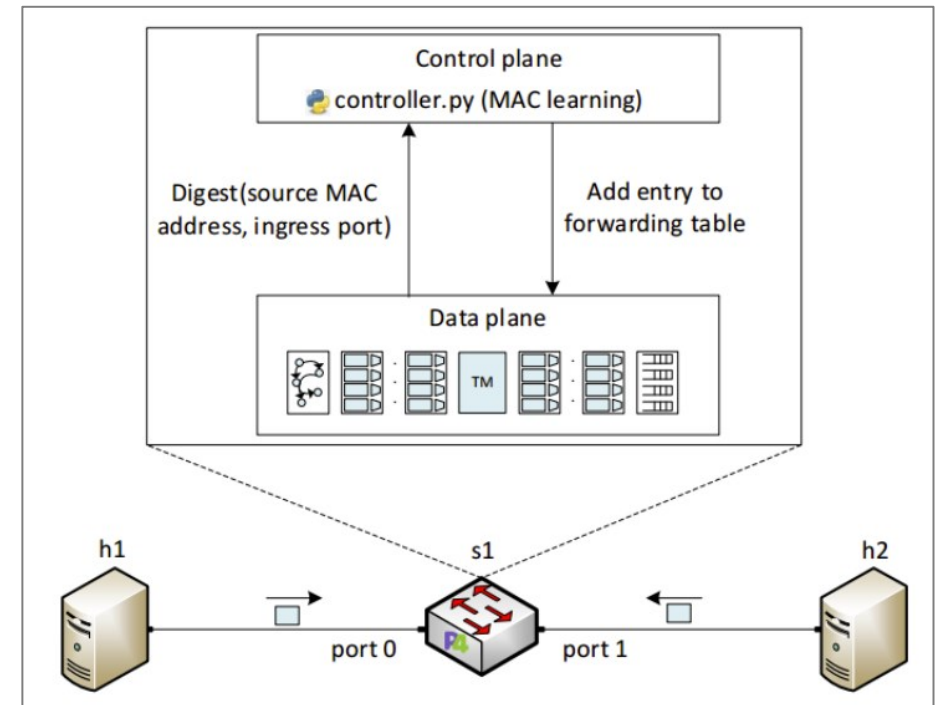 Control plane
controller.py (MAC learning)
Digest(source MAC
address, ingress port)
Add entry to
forwarding table
Data plane
TM
h1
s1
h2
P4
port 0
port 1